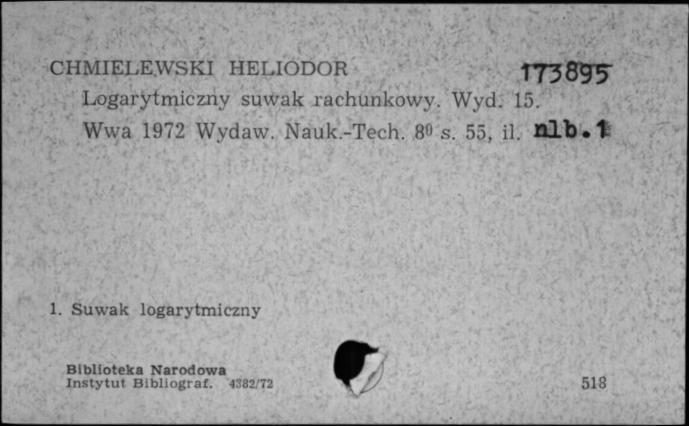 CHMIELEWSKI HELIODOR 173895
Logarytmiczny suwak rachunkowy. Wyd. 15.
Wwa 1972 Wydaw. Nauk.-Tech. 8⁰ s. 55, il. nlb.1
1. Suwak logarytmiczny
Biblioteka Narodowa
Instytut Bibliograf. 4382/72 518